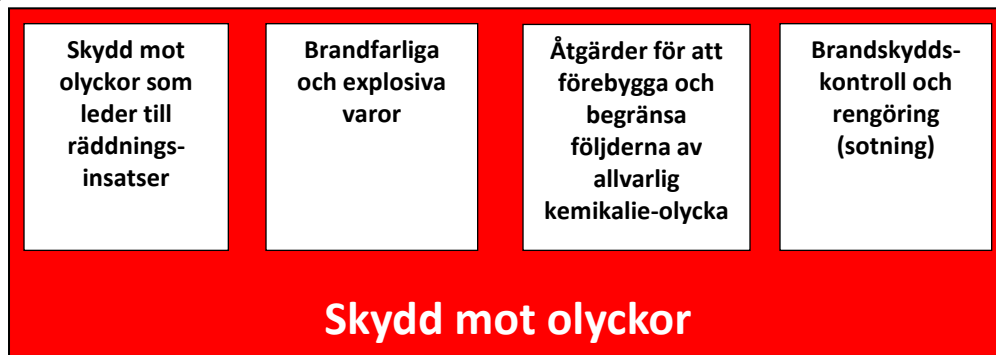 Skydd mot
olyckor som
leder till
räddnings-
insatser
Brandfarliga
och explosiva
varor
Åtgärder för att
förebygga och
begränsa
följderna av
allvarlig
kemikalie-olycka
Brandskydds-
kontroll och
rengöring
(sotning)
Skydd mot olyckor